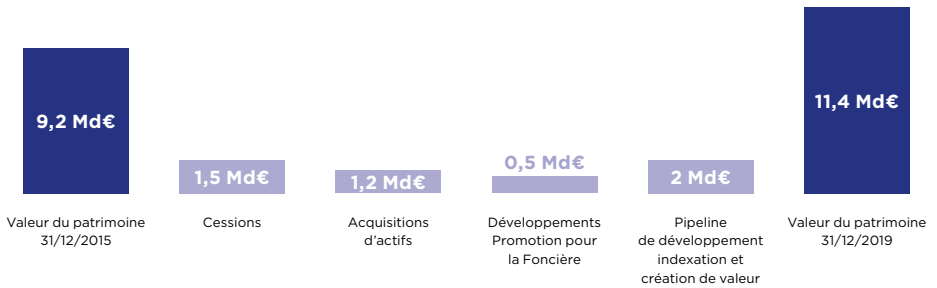 9,2 Md€
1,5 Md€
1,2 Md€
0,5 Md€
2 Md€
11,4 Md€
Valeur du patrimoine
31/12/2015
Cessions
Acquisitions
d’actifs
Développements
Promotion pour
la Foncière
Pipeline
de développement
indexation et
création de valeur
Valeur du patrimoine
31/12/2019